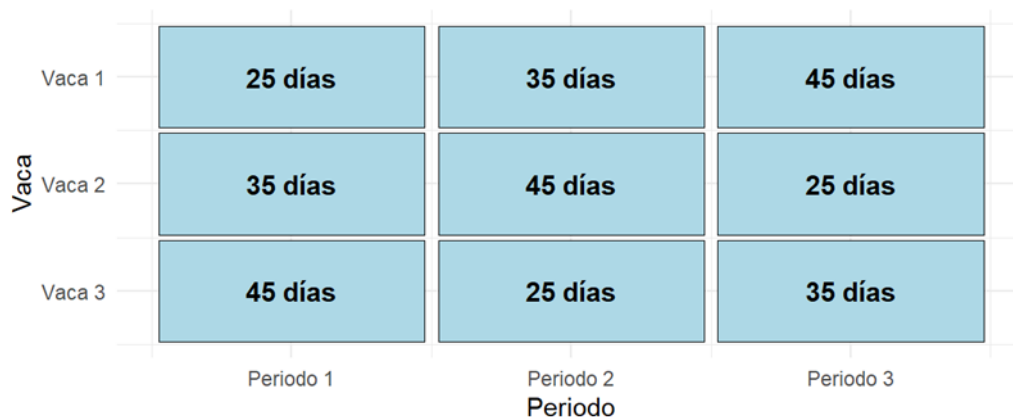 Vaca 1 25 días 35 días 45 días
Vaca 2 35 días 45 días 25 días
Vaca 3 45 días 25 días 35 días
Vaca
Periodo 1 Periodo 2 Periodo 3
Periodo